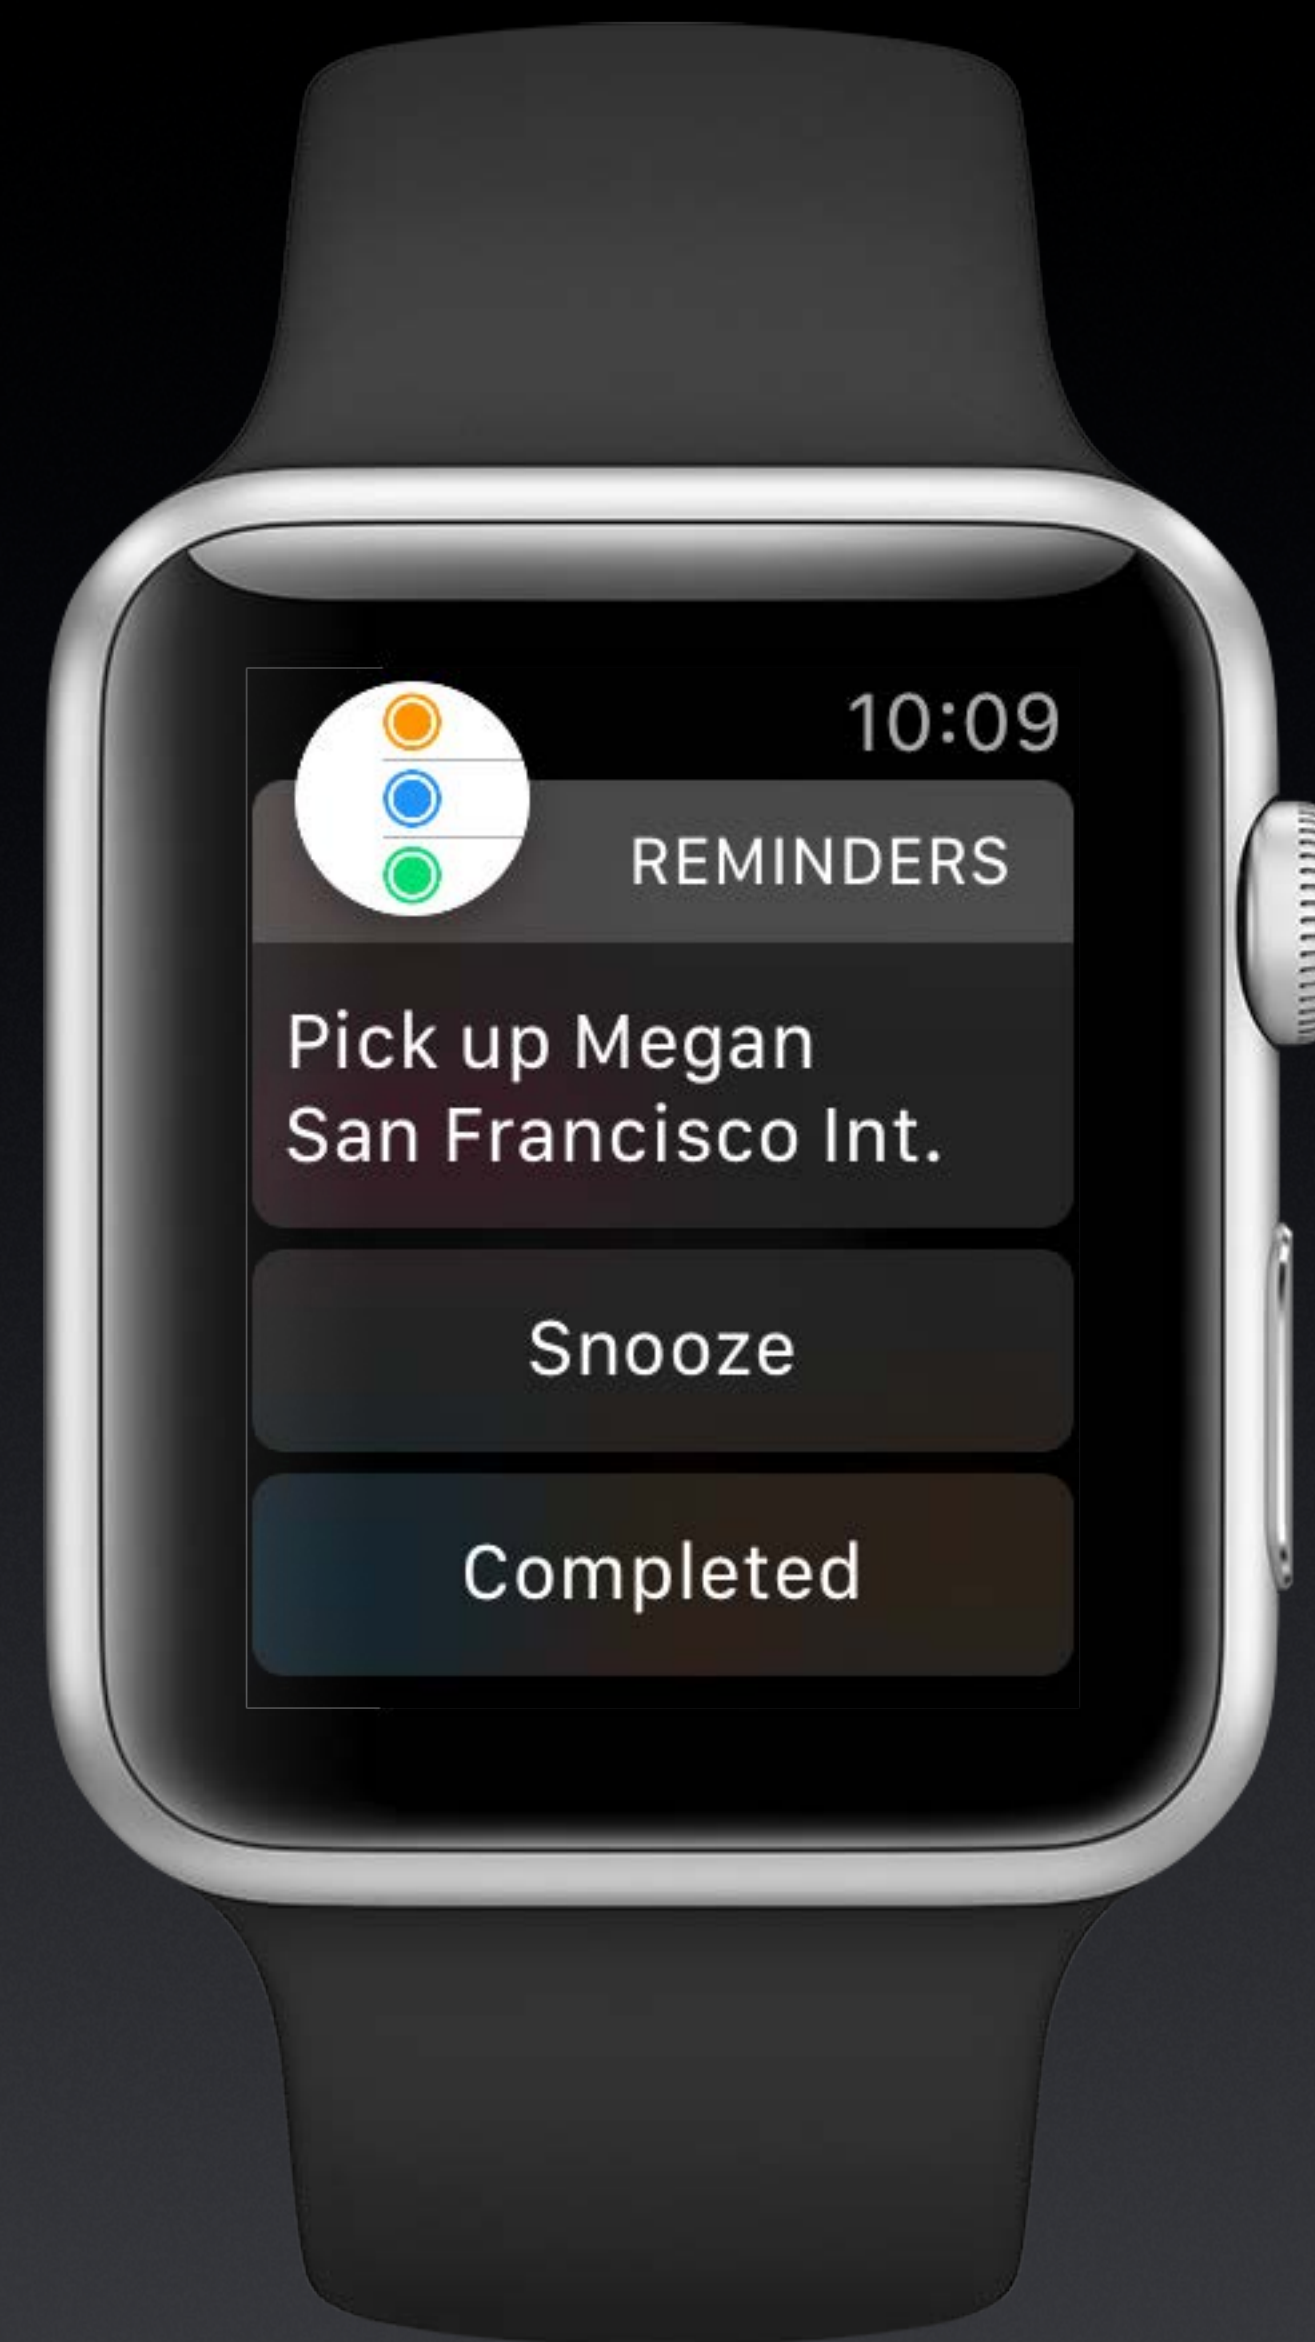 10:09
REMINDERS
Pick up Megan
San Francisco Int.
Snooze
Completed